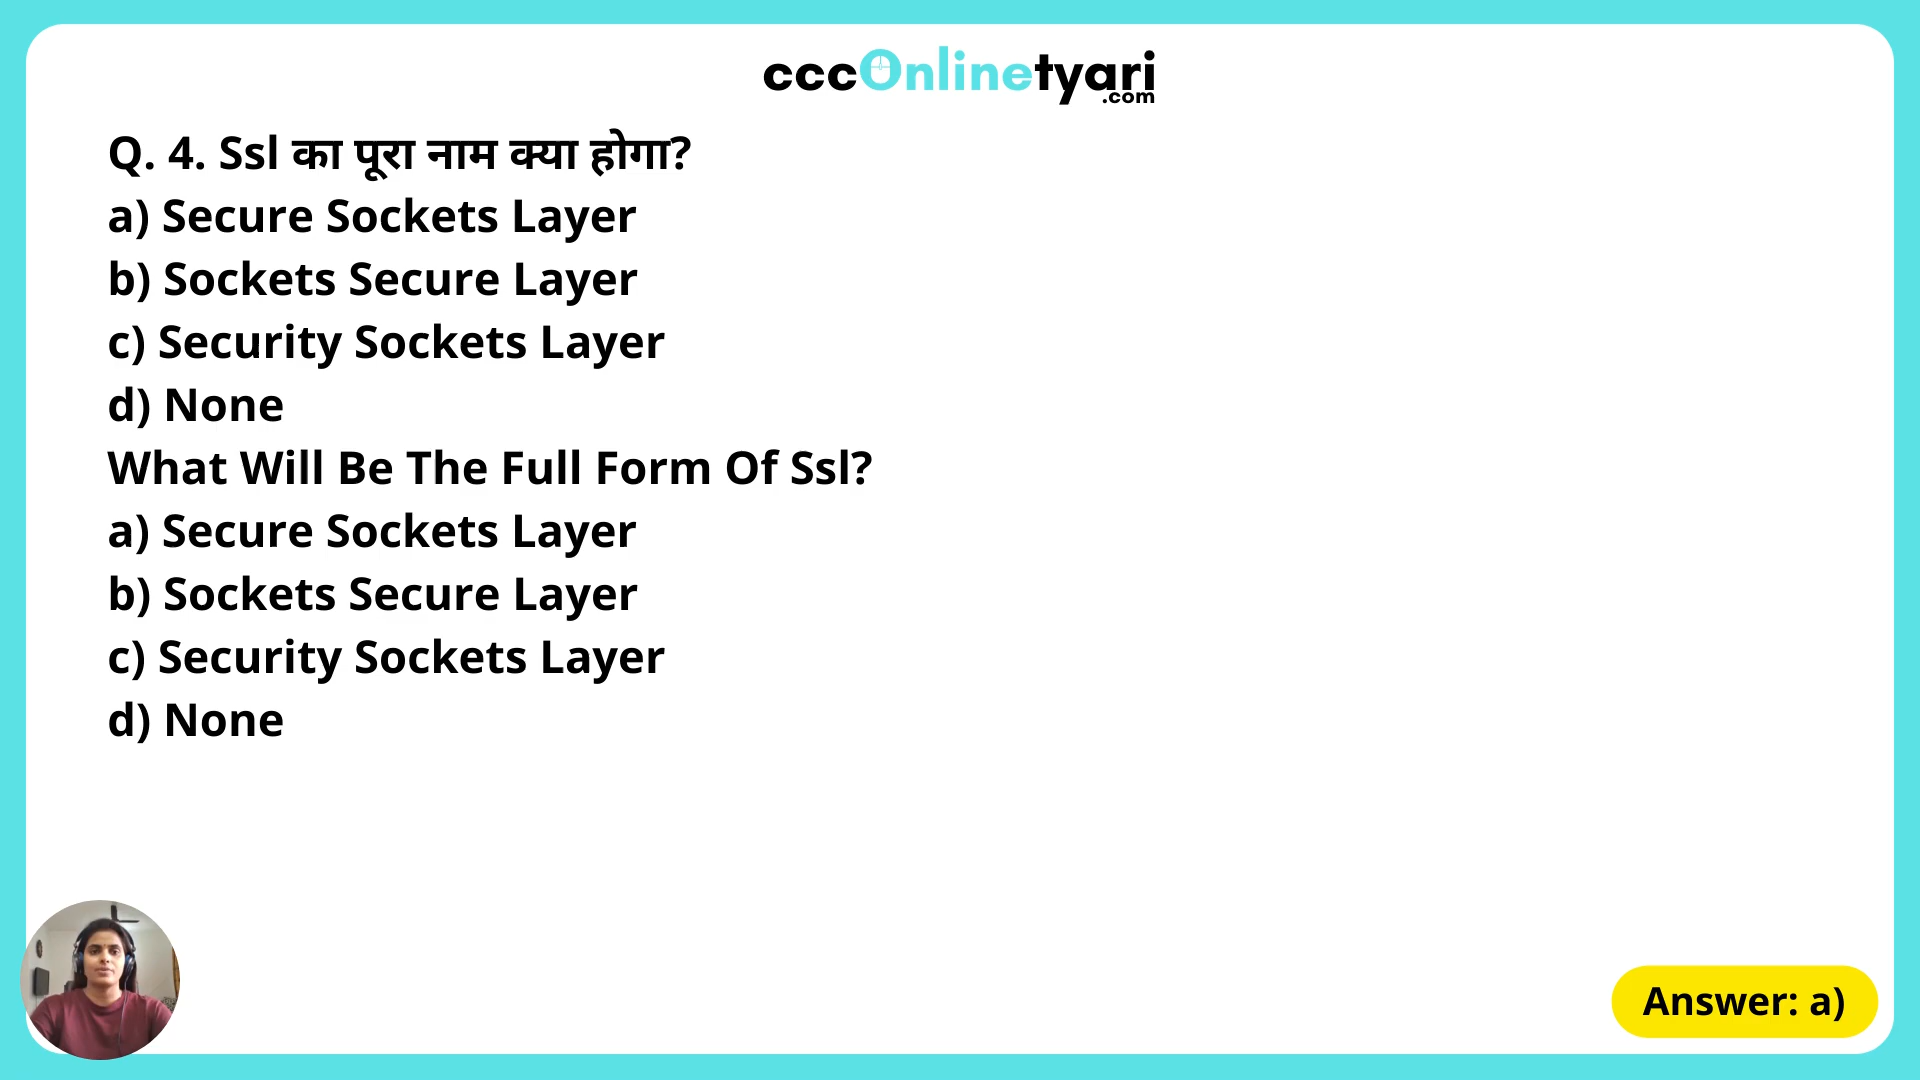 cccOnlinetyari
.com
Q. 4. Ssl का पूरा नाम क्या होगा?
a) Secure Sockets Layer
b) Sockets Secure Layer
c) Security Sockets Layer
d) None
What Will Be The Full Form Of Ssl?
a) Secure Sockets Layer
b) Sockets Secure Layer
c) Security Sockets Layer
d) None
Answer: a)